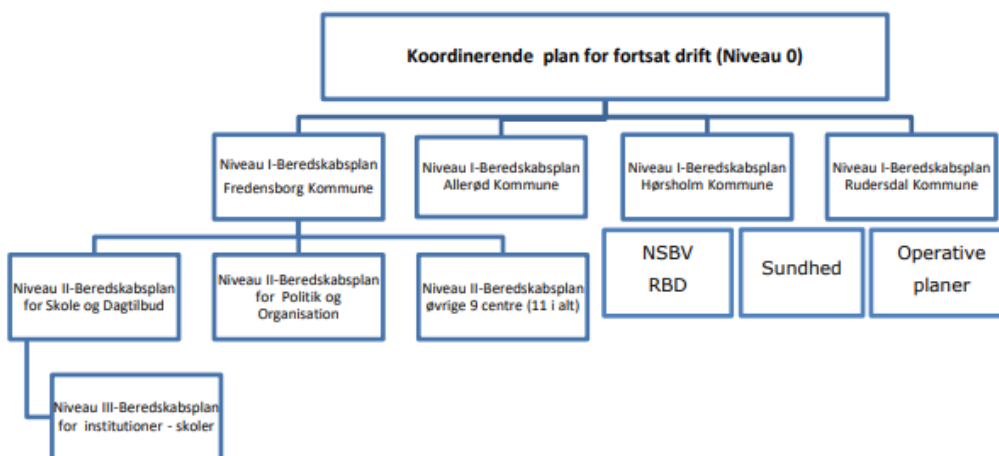 Koordinerende plan for fortsat drift (Niveau 0)
Niveau I-Beredskabsplan
Fredensborg Kommune
Niveau I-Beredskabsplan
Allerød Kommune
Niveau I-Beredskabsplan
Hørsholm Kommune
Niveau I-Beredskabsplan
Rudersdal Kommune
NSBV
RBD
Sundhed
Operative
planer
Niveau II-Beredskabsplan
for Skole og Dagtilbud
Niveau II-Beredskabsplan
for Politik og
Organisation
Niveau II-Beredskabsplan
øvrige 9 centre (11 i alt)
Niveau III-Beredskabsplan
for institutioner - skoler